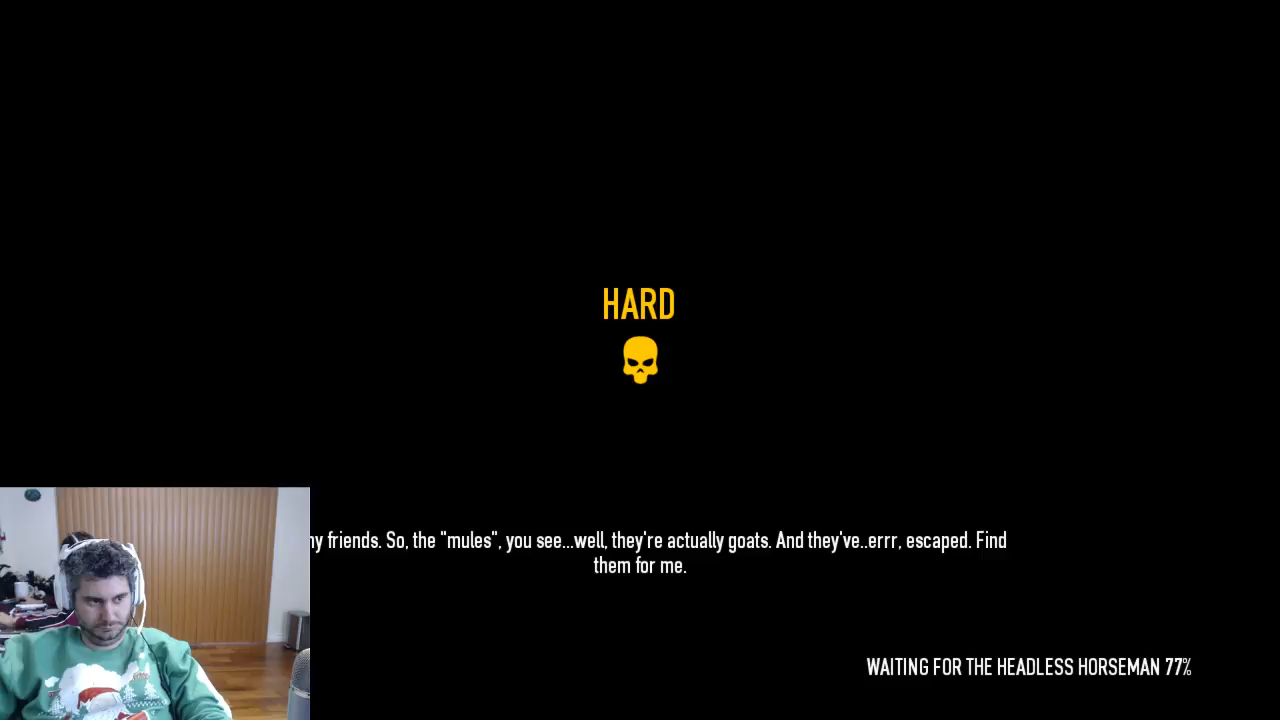 HARD
friends. So, the "mules", you see...well, they're actually goats. And they've..errr, escaped. Find
them for me.
WAITING FOR THE HEADLESS HORSEMAN 77%